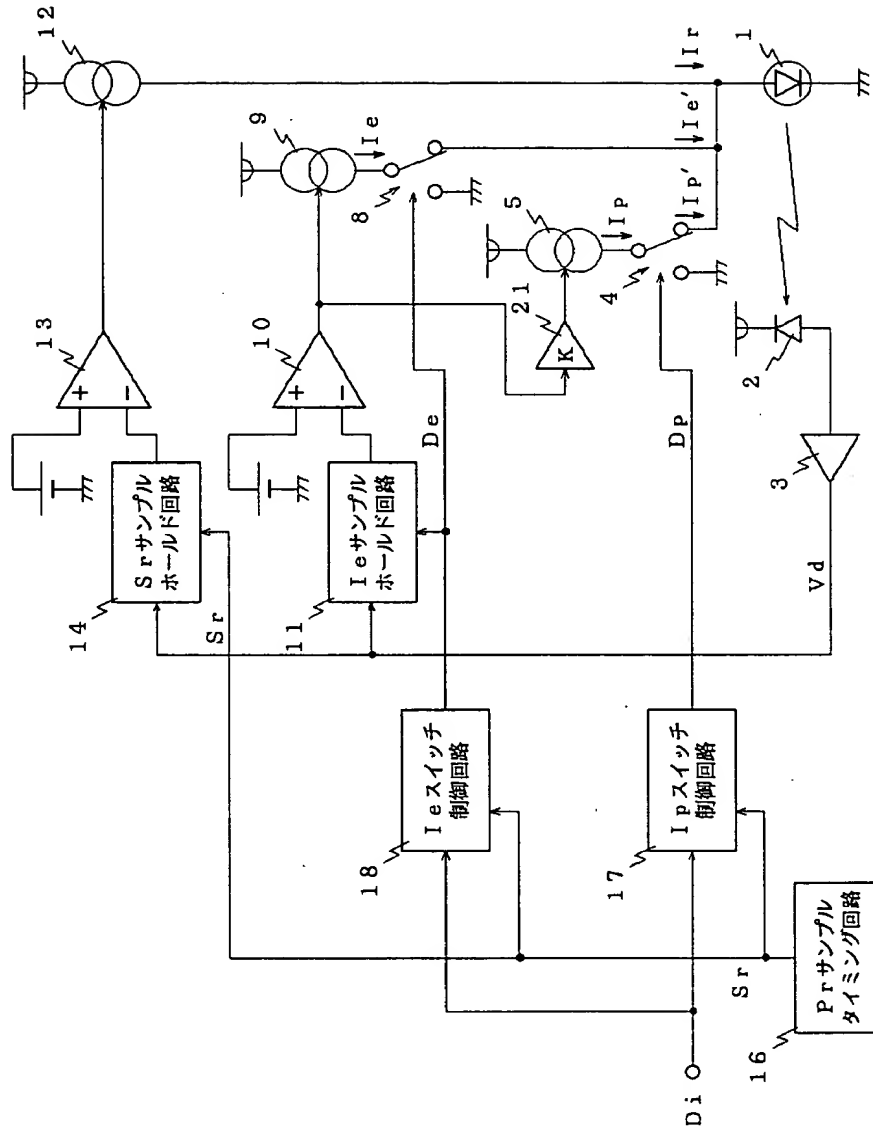 12
13
Srサンプル
ホールド回路
14
Sr
9
Ie
8
10
Ieサンプル
ホールド回路
11
De
5
Ip
21
K
4
Dp
Ir
Ie'
Ip'
1
2
3
Vd
Ieスイッチ
制御回路
18
Ipスイッチ
制御回路
17
Sr
Di
Prサンプル
タイミング回路
16
+
−
+
−